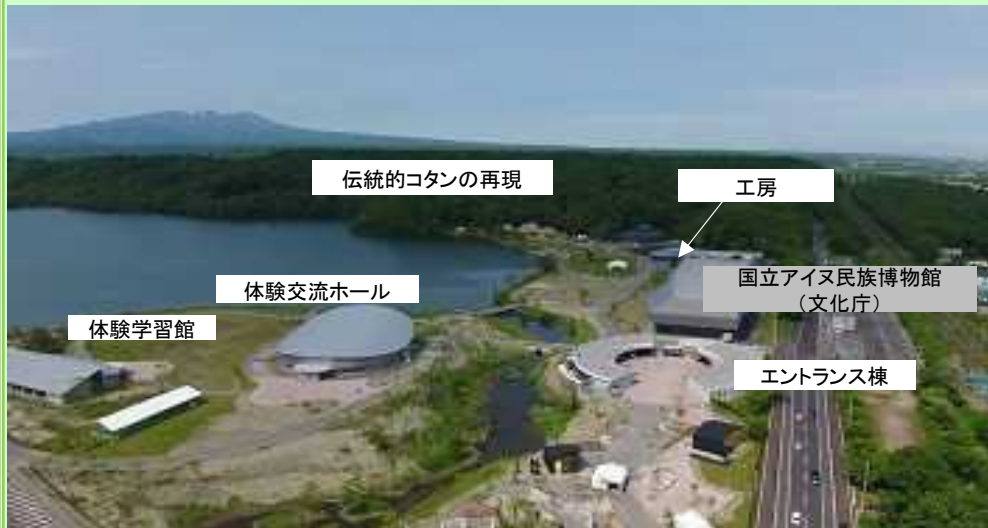 伝統的コタンの再現
工房
国立アイヌ民族博物館
（文化庁）
体験交流ホール
体験学習館
エントランス棟